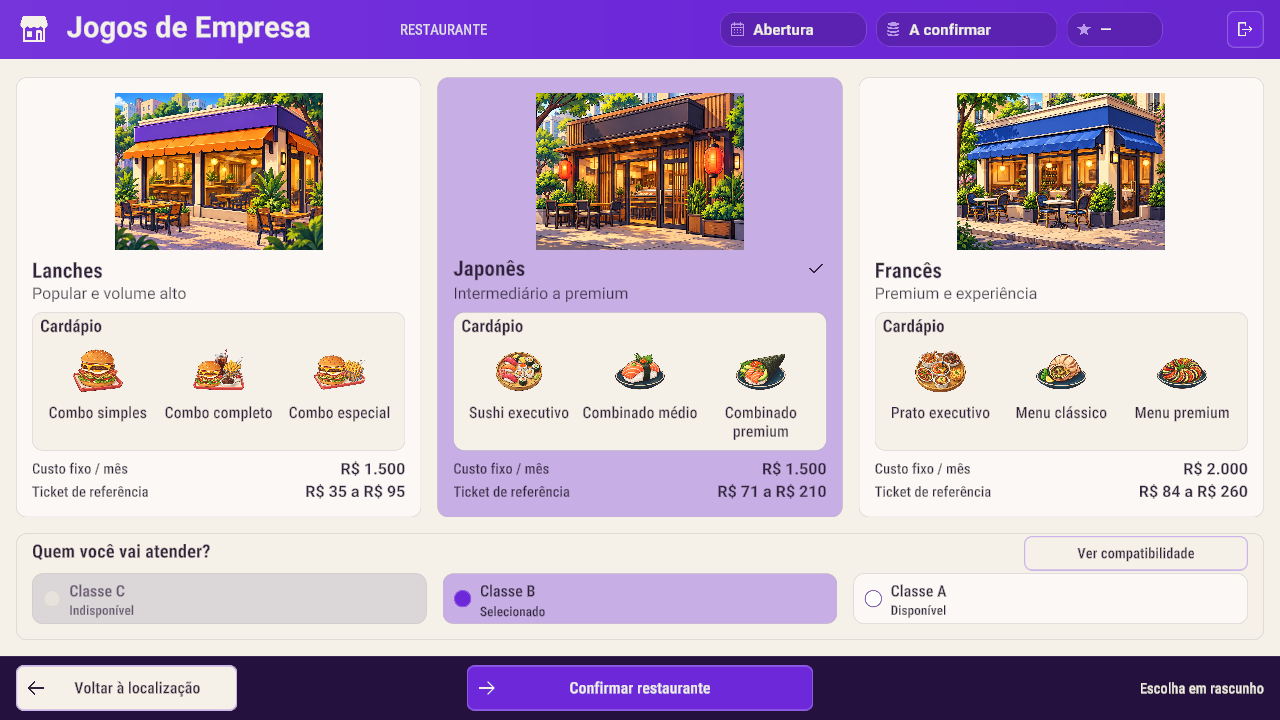 Jogos de Empresa
RESTAURANTE
Abertura
A confirmar
–
Lanches
Popular e volume alto
Cardápio
Combo simples
Combo completo
Combo especial
Custo fixo / mês
R$ 1.500
Ticket de referência
R$ 35 a R$ 95
Japonês
Intermediário a premium
Cardápio
Sushi executivo
Combinado médio
Combinado
premium
Custo fixo / mês
R$ 1.500
Ticket de referência
R$ 71 a R$ 210
Francês
Premium e experiência
Cardápio
Prato executivo
Menu clássico
Menu premium
Custo fixo / mês
R$ 2.000
Ticket de referência
R$ 84 a R$ 260
Quem você vai atender?
Ver compatibilidade
Classe C
Indisponível
Classe B
Selecionado
Classe A
Disponível
Voltar à localização
Confirmar restaurante
Escolha em rascunho